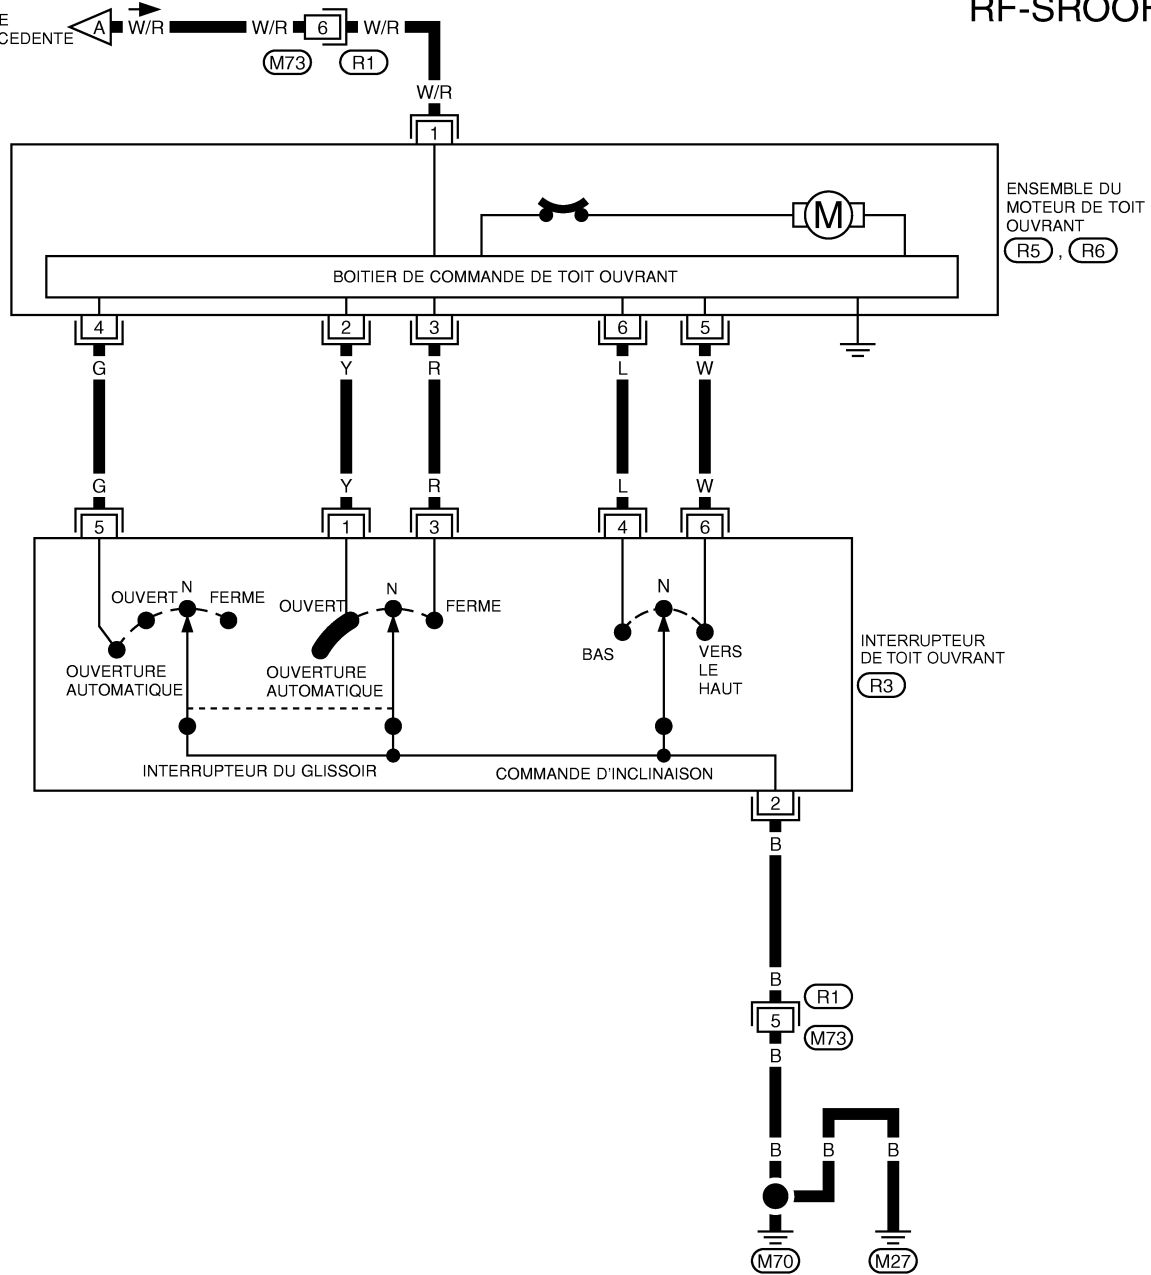 RF-SROOF
E
CEDENTE
A
W/R W/R 6 W/R
M73 R1
W/R
1
M
ENSEMBLE DU
MOTEUR DE TOIT
OUVRANT
R5 , R6
BOITIER DE COMMANDE DE TOIT OUVRANT
4 2 3 6 5
G Y R L W
G Y R L W
5 1 3 4 6
OUVERT N FERME
OUVERT N FERME
N
OUVERTURE
AUTOMATIQUE
OUVERTURE
AUTOMATIQUE
BAS
VERS
LE
HAUT
INTERRUPTEUR
DE TOIT OUVRANT
R3
INTERRUPTEUR DU GLISSOIR
COMMANDE D'INCLINAISON
2
B
B
R1
5
M73
B
B B B
M70 M27